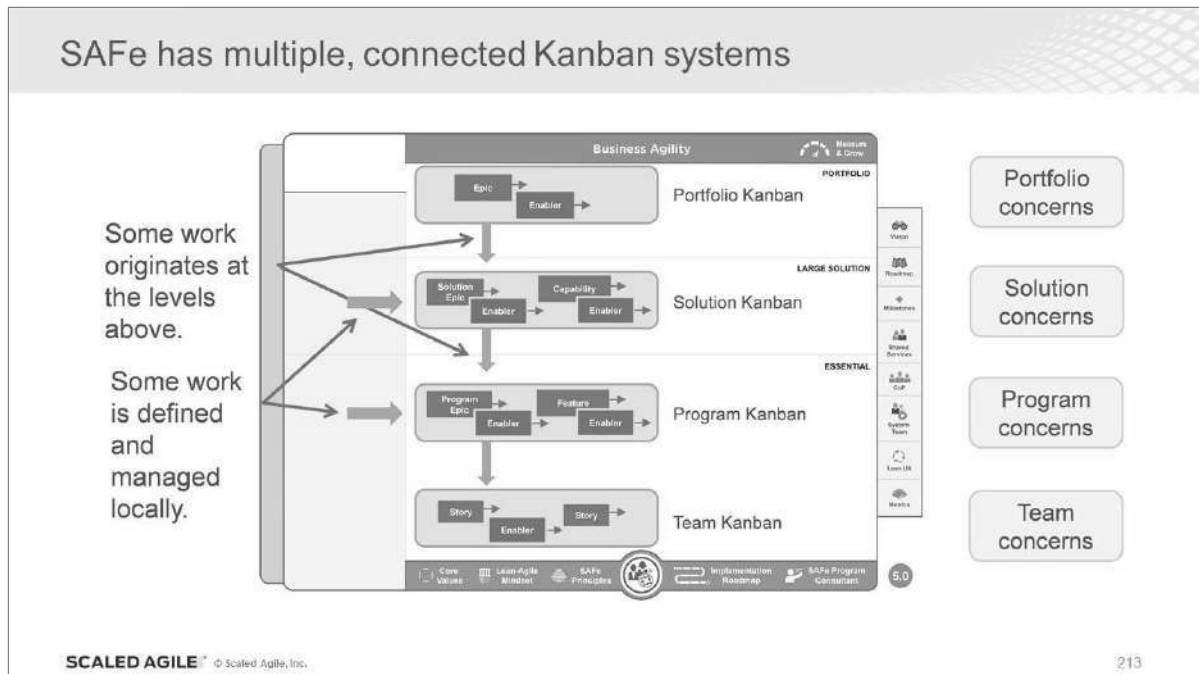 SAFe has multiple, connected Kanban systems
Business Agility
Measure
& Grow
PORTFOLIO
Epic
Enabler
Portfolio Kanban
Portfolio
concerns
Some work
originates at
the levels
above.
Vision
Roadmap
Milestones
Shared
Services
CoP
System
Team
Lean UX
Metrics
LARGE SOLUTION
Solution
Epic
Enabler
Capability
Enabler
Solution Kanban
Solution
concerns
Some work
is defined
and
managed
locally.
ESSENTIAL
Program
Epic
Enabler
Feature
Enabler
Program Kanban
Program
concerns
Story
Enabler
Story
Team Kanban
Team
concerns
Core
Values
Lean-Agile
Mindset
SAFe
Principles
Implementation
Roadmap
SAFe Program
Consultant
5.0
SCALED AGILE® © Scaled Agile, Inc.
213